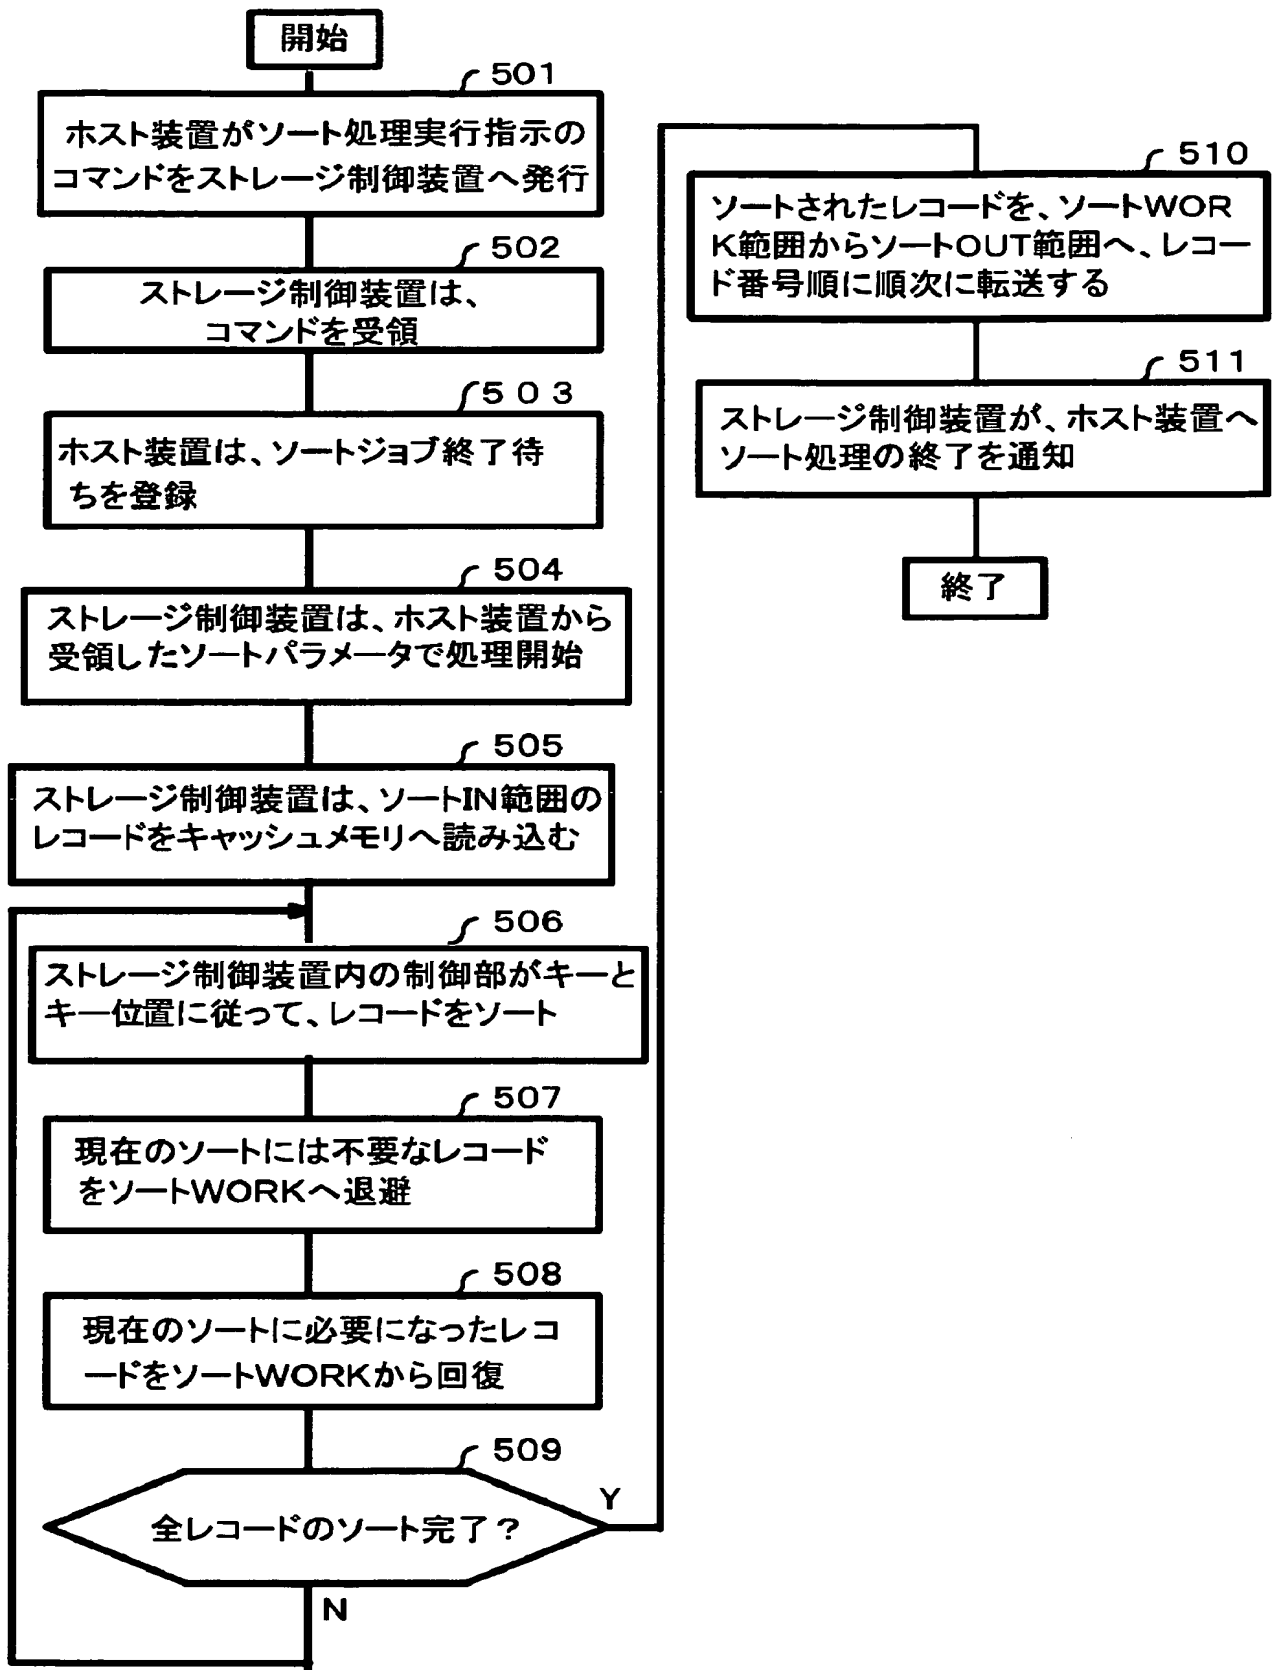 開始
501
ホスト装置がソート処理実行指示の
コマンドをストレージ制御装置へ発行
502
ストレージ制御装置は、
コマンドを受領
503
ホスト装置は、ソートジョブ終了待
ちを登録
504
ストレージ制御装置は、ホスト装置から
受領したソートパラメータで処理開始
505
ストレージ制御装置は、ソートIN範囲の
レコードをキャッシュメモリへ読み込む
506
ストレージ制御装置内の制御部がキーと
キー位置に従って、レコードをソート
507
現在のソートには不要なレコード
をソートWORKへ退避
508
現在のソートに必要になったレコ
ードをソートWORKから回復
509
全レコードのソート完了？
Y
N
510
ソートされたレコードを、ソートWOR
K範囲からソートOUT範囲へ、レコー
ド番号順に順次に転送する
511
ストレージ制御装置が、ホスト装置へ
ソート処理の終了を通知
終了